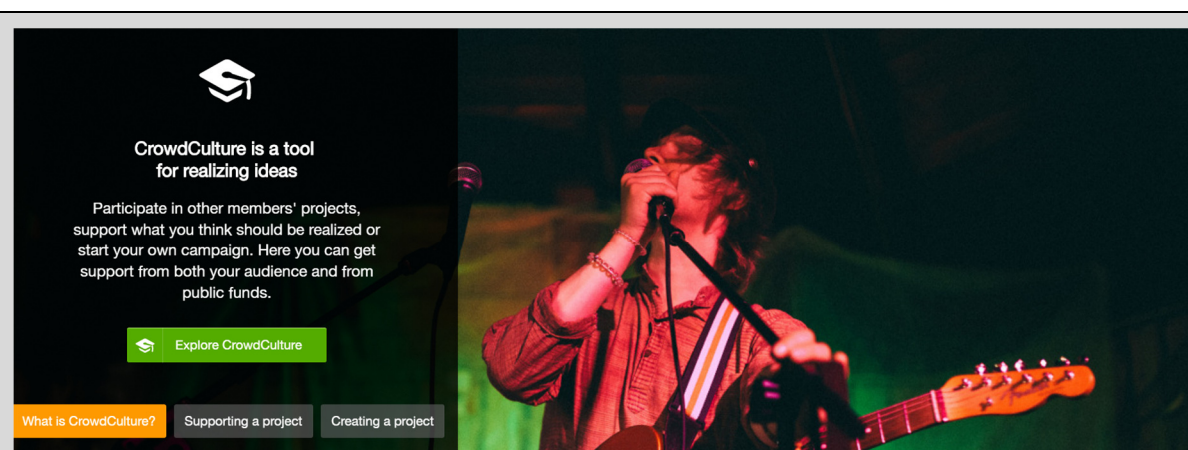 CrowdCulture is a tool
for realizing ideas
Participate in other members' projects,
support what you think should be realized or
start your own campaign. Here you can get
support from both your audience and from
public funds.
Explore CrowdCulture
What is CrowdCulture?
Supporting a project
Creating a project